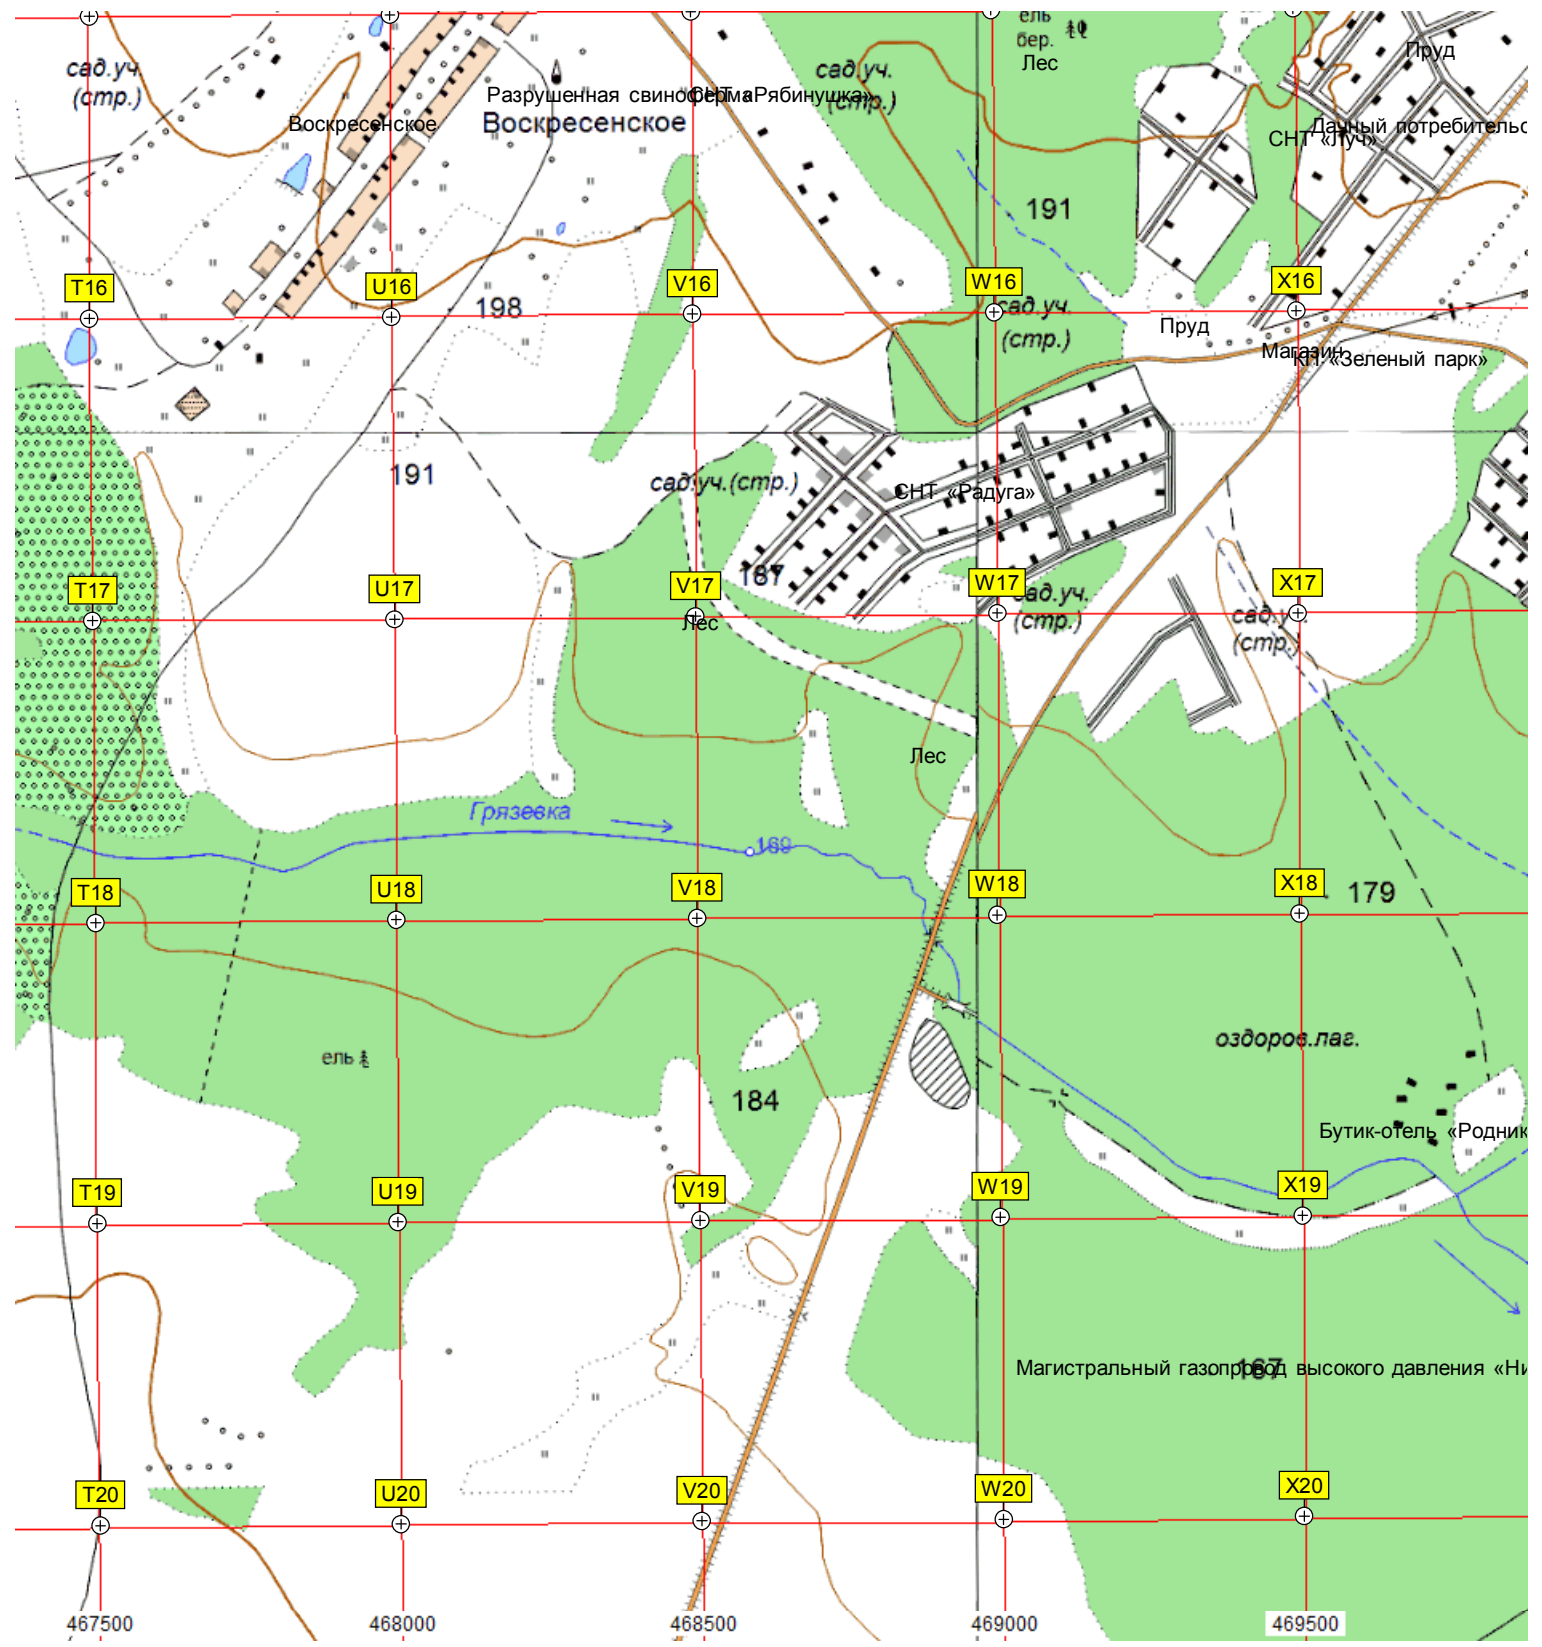 ель
бер.
Лес
Пруд
сад.уч.
(стр.)
сад.уч.
(стр.)
Разрушенная свиноферма
СНТ «Рябинушка»
Воскресенское
Воскресенское
Дачный потребительс
СНТ «Луч»
191
T16
U16
V16
W16
X16
198
сад.уч.
(стр.)
Пруд
Магазин
КП «Зеленый парк»
191
сад.уч.(стр.)
СНТ «Радуга»
187
T17
U17
V17
W17
X17
Лес
сад.уч.
(стр.)
сад.у
(стр.)
Лес
Грязевка
169
T18
U18
V18
W18
X18
179
ель
оздоров.лаг.
184
Бутик-отель «Родник
T19
U19
V19
W19
X19
Магистральный газопровод высокого давления «Ни
167
T20
U20
V20
W20
X20
467500
468000
468500
469000
469500